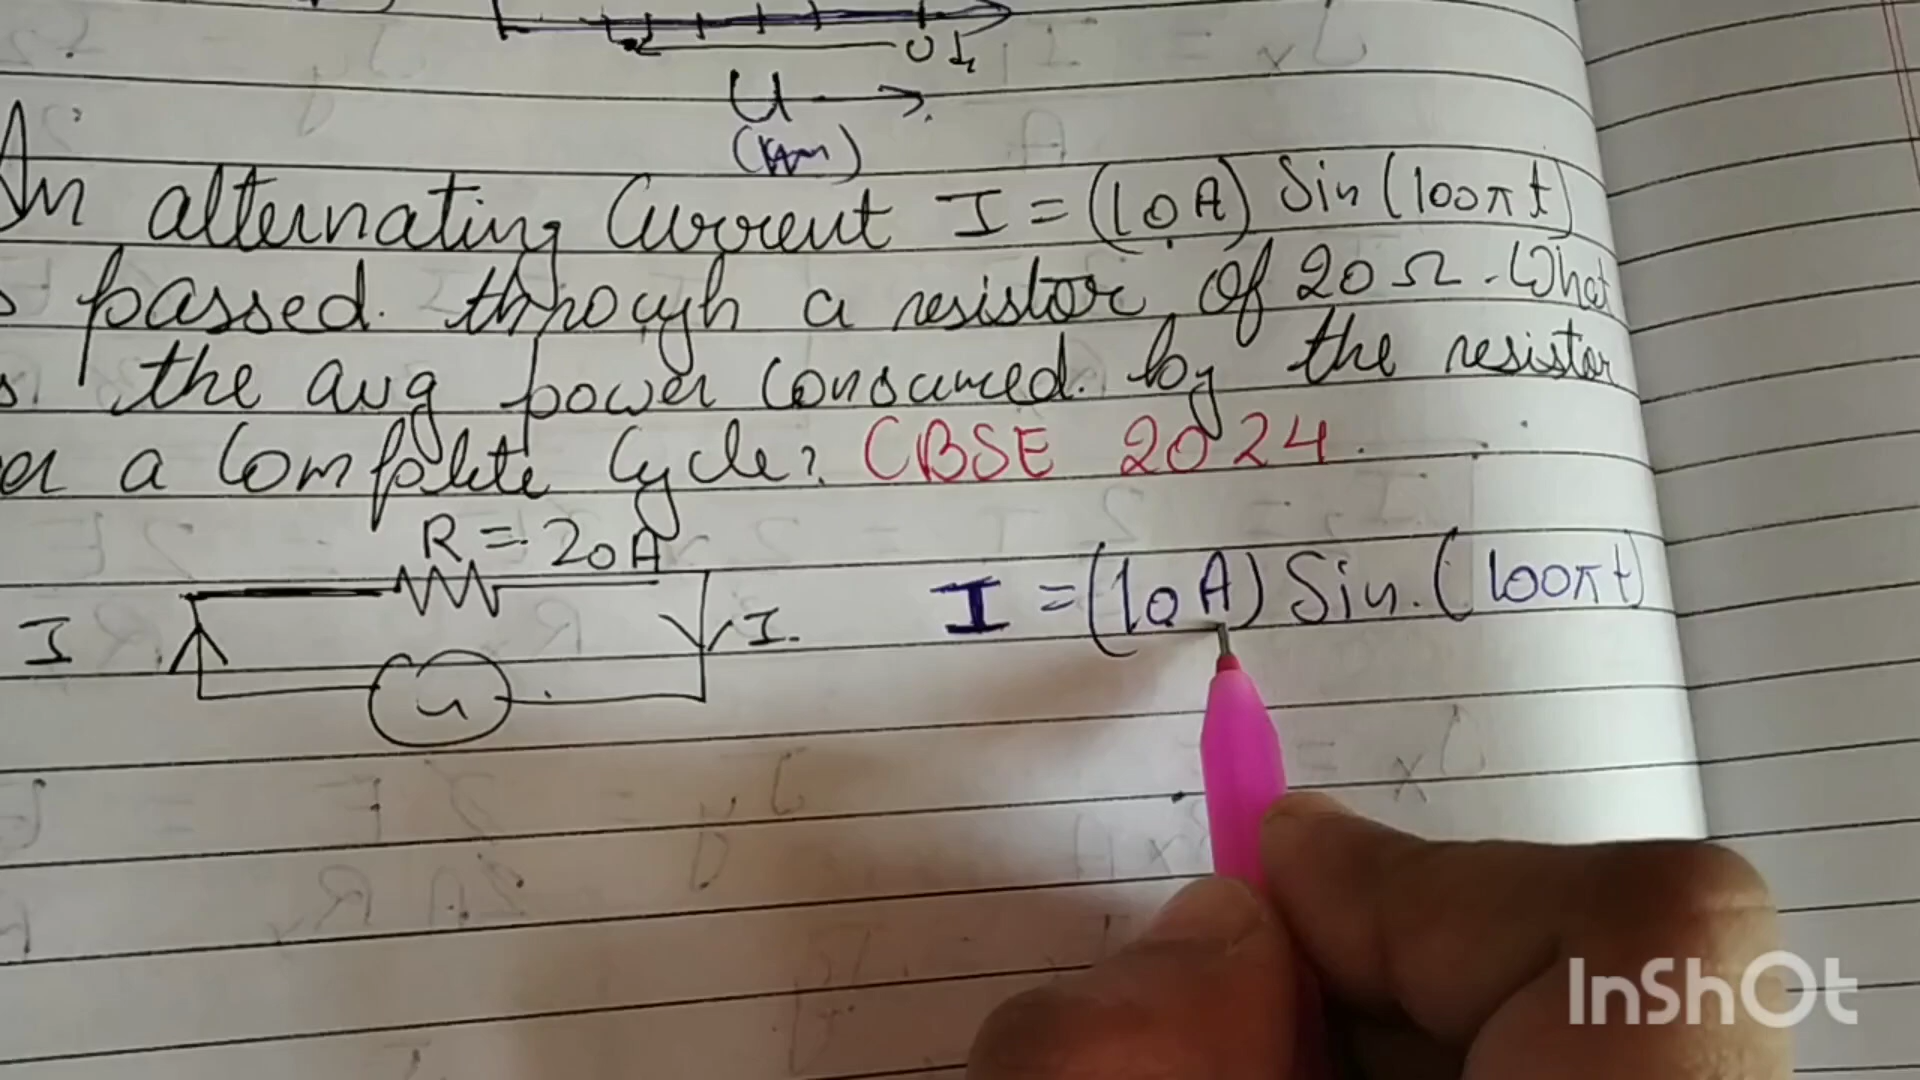 U
(km)
An alternating Current I = (10A) Sin (100πt)
s passed through a resistor of 20Ω. What
s the avg power consumed by the resistor
er a Complete Cycle? CBSE 2024.
R = 20A
I
I.
I = (10A) Sin. (100πt)
InShOt